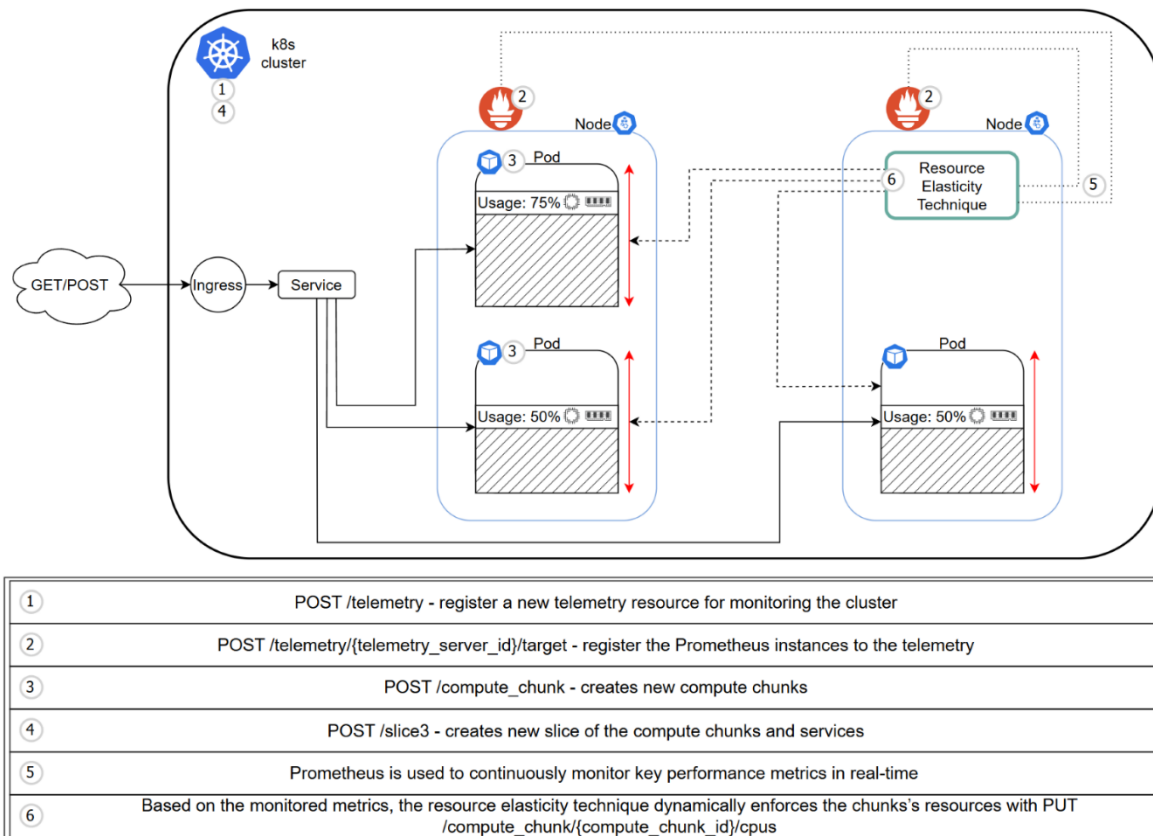 k8s
cluster
1
4
2
Node
2
Node
3
Pod
Usage: 75%
6
Resource
Elasticity
Technique
5
GET/POST
Ingress
Service
3
Pod
Usage: 50%
Pod
Usage: 50%
1
POST /telemetry - register a new telemetry resource for monitoring the cluster
2
POST /telemetry/{telemetry_server_id}/target - register the Prometheus instances to the telemetry
3
POST /compute_chunk - creates new compute chunks
4
POST /slice3 - creates new slice of the compute chunks and services
5
Prometheus is used to continuously monitor key performance metrics in real-time
6
Based on the monitored metrics, the resource elasticity technique dynamically enforces the chunks's resources with PUT
/compute_chunk/{compute_chunk_id}/cpus